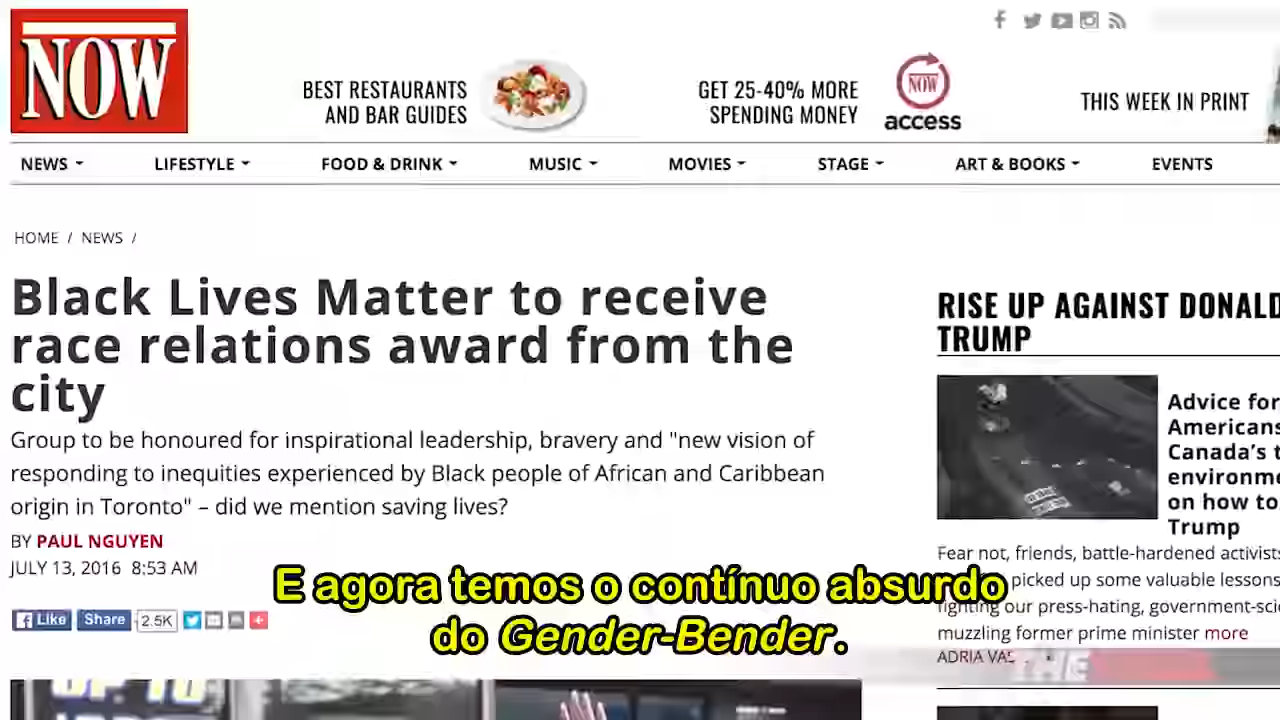 NOW
BEST RESTAURANTS
AND BAR GUIDES
GET 25-40% MORE
SPENDING MONEY
NOW
access
THIS WEEK IN PRINT
NEWS
LIFESTYLE
FOOD & DRINK
MUSIC
MOVIES
STAGE
ART & BOOKS
EVENTS
HOME / NEWS /
Black Lives Matter to receive
race relations award from the
city
Group to be honoured for inspirational leadership, bravery and "new vision of
responding to inequities experienced by Black people of African and Caribbean
origin in Toronto" – did we mention saving lives?
BY PAUL NGUYEN
JULY 13, 2016 8:53 AM
Like
Share
2.5K
RISE UP AGAINST DONALD
TRUMP
Advice for
Americans
Canada's t
environme
on how to
Trump
Fear not, friends, battle-hardened activists
picked up some valuable lessons
fighting our press-hating, government-sci
muzzling former prime minister more
ADRIA
THE
E agora temos o contínuo absurdo
do Gender-Bender.